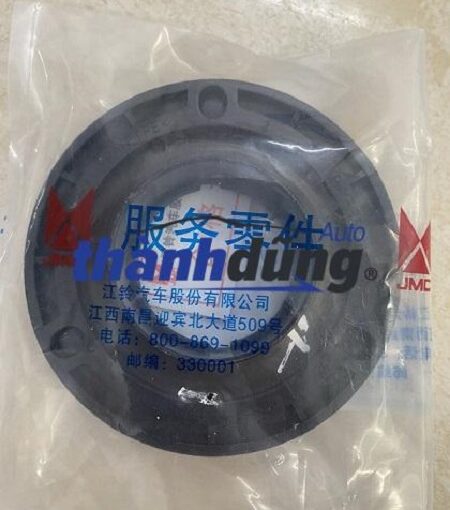 服务零件
Auto
thanhdung®
JMC
江铃汽车股份有限公司
江西南昌迎宾北大道509号
电话：800-869-1099
邮编：330001